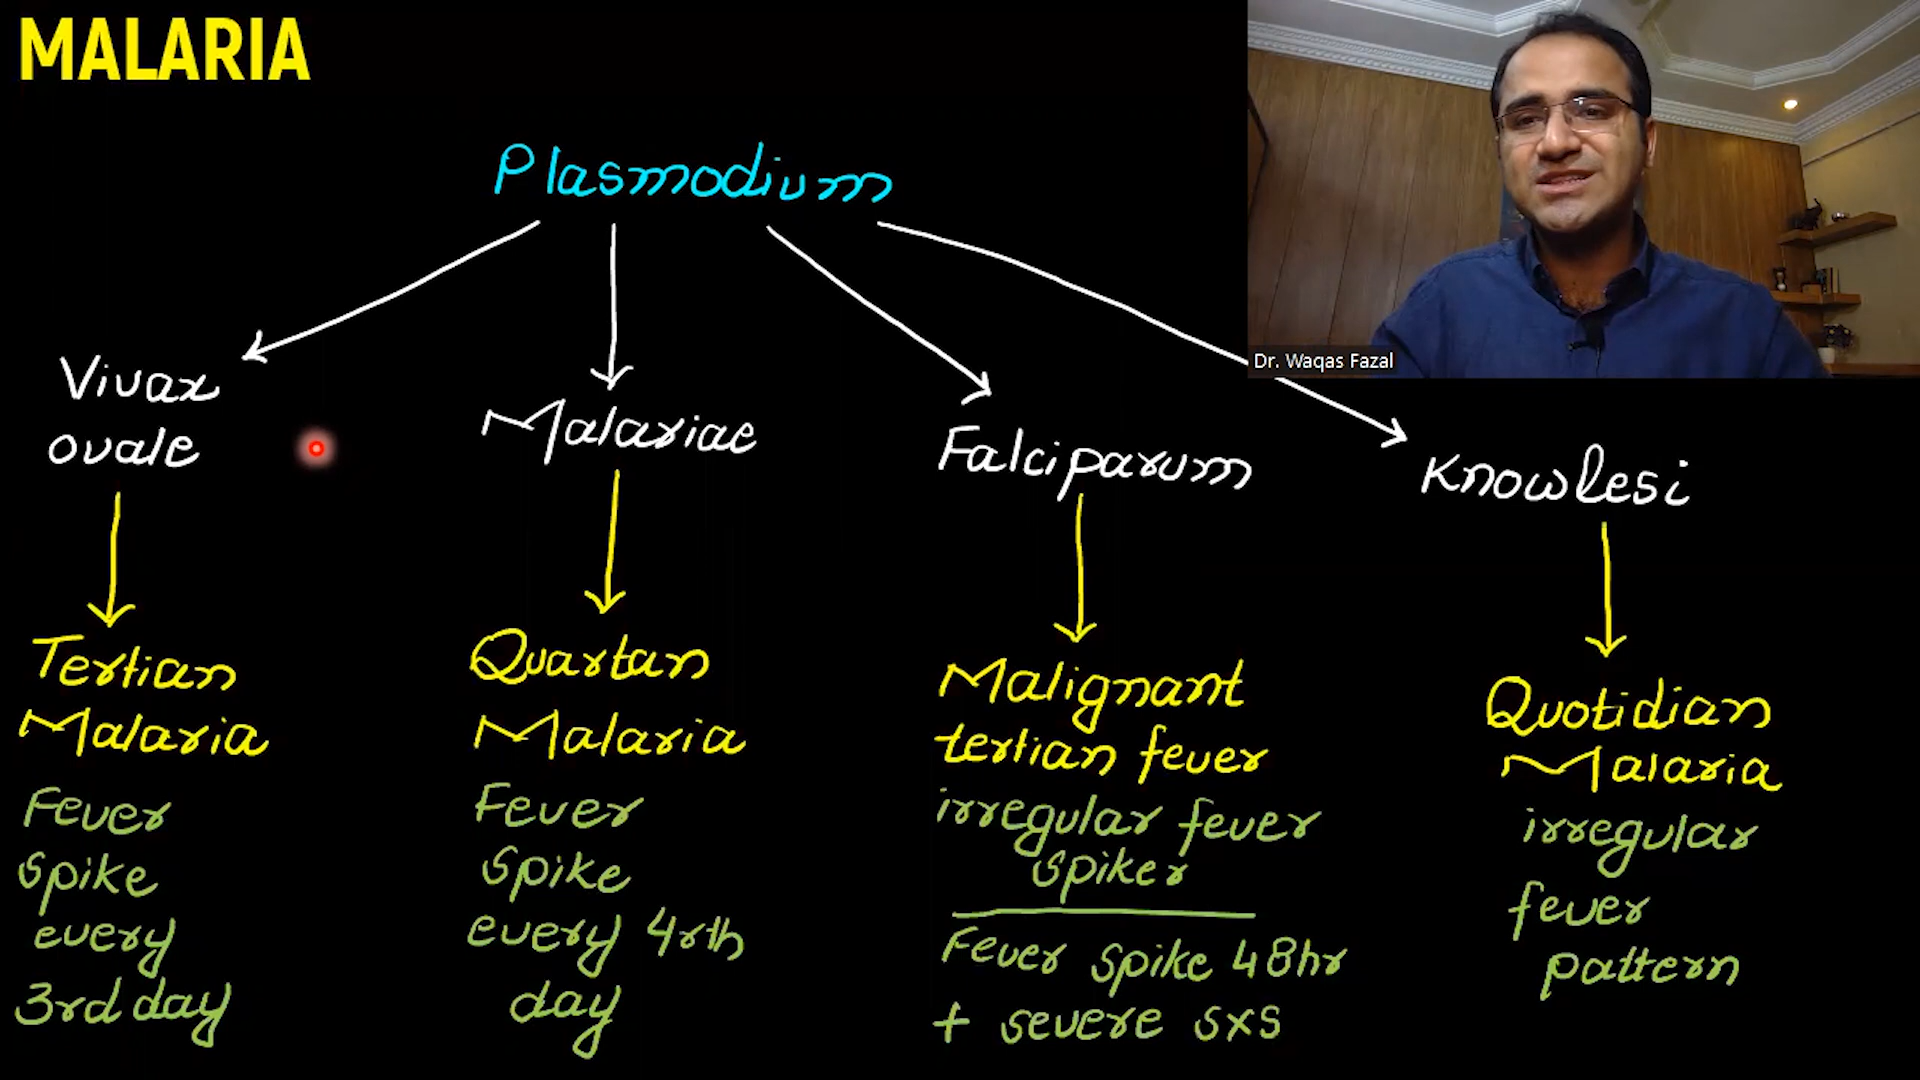 MALARIA
Plasmodium
Dr. Waqas Fazal
Vivax
ovale
Malariae
Falciparum
Knowlesi
Tertian
Malaria
Fever
spike
every
3rd day
Quartan
Malaria
Fever
spike
every 4rth
day
Malignant
tertian fever
irregular fever
spikes
Fever spike 48hr
+ severe sxs
Quotidian
Malaria
irregular
fever
pattern